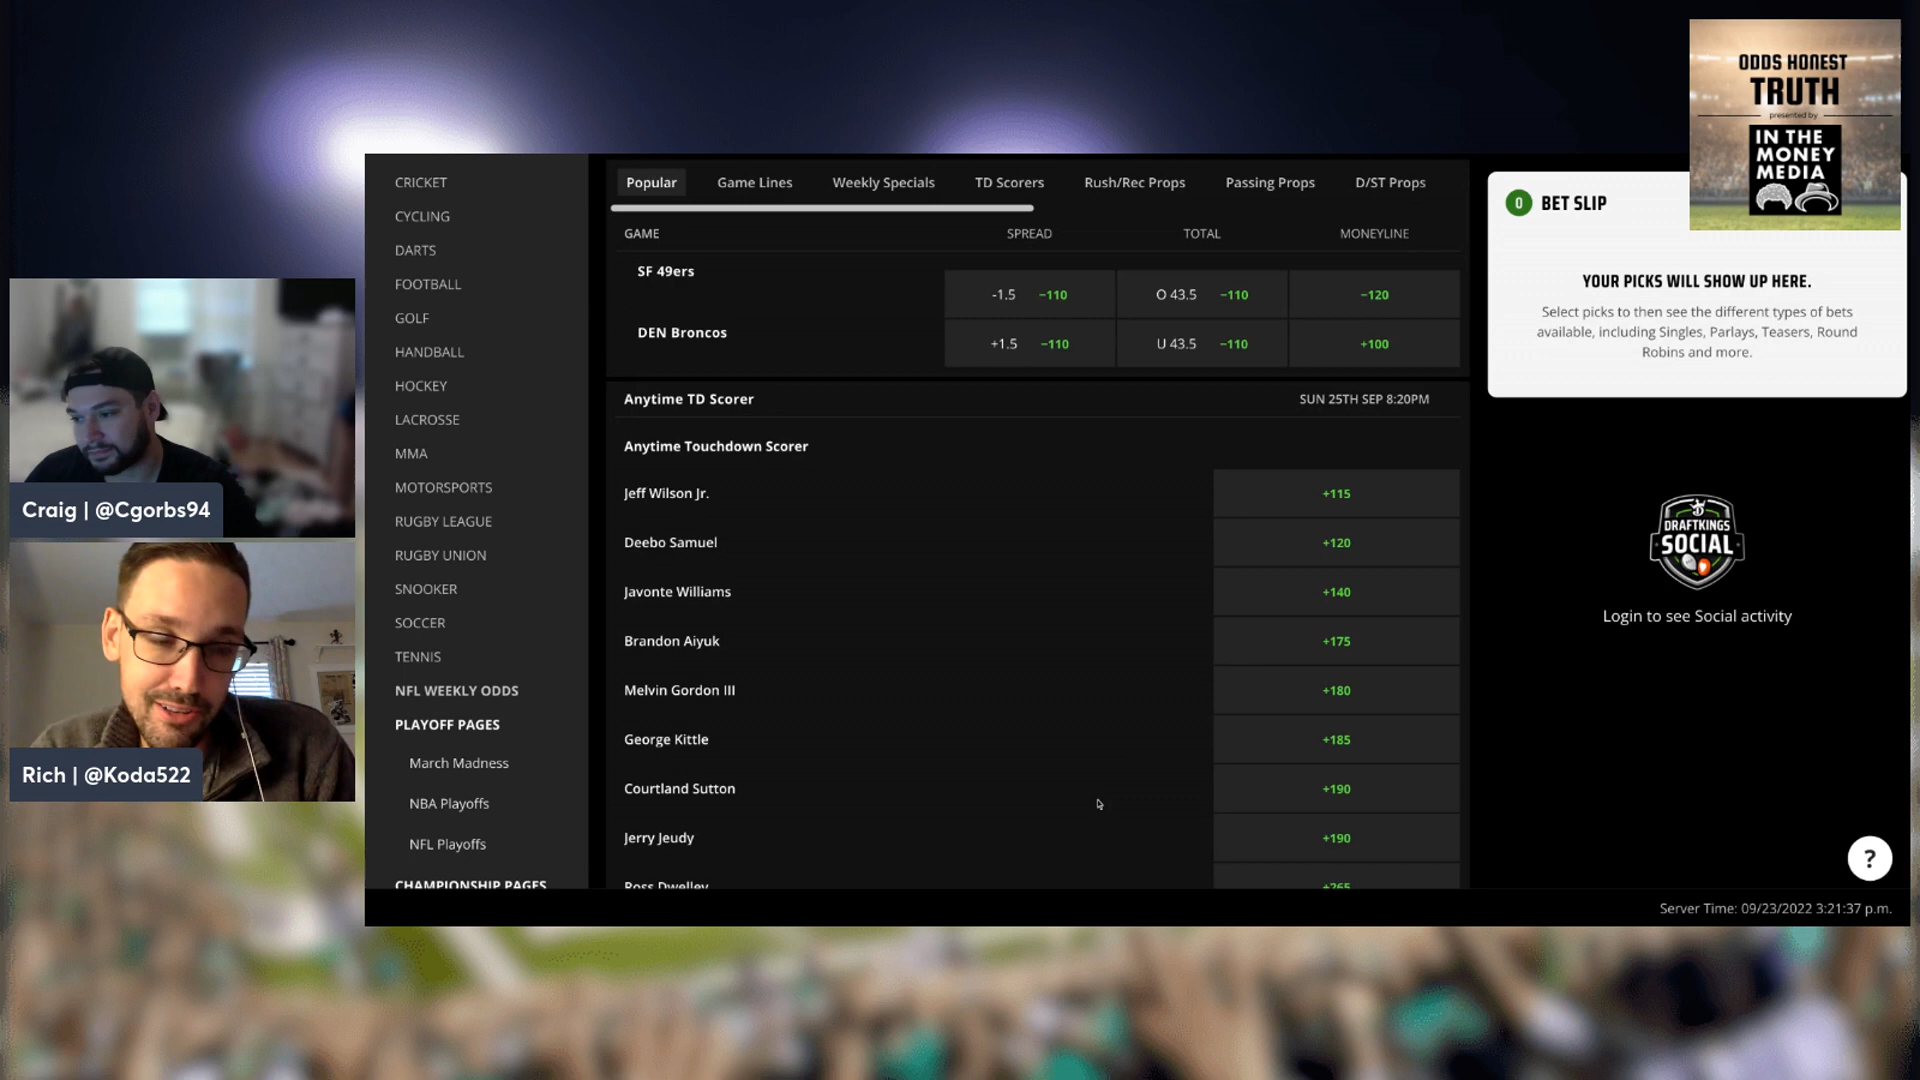 ODDS HONEST
TRUTH
presented by
IN THE
MONEY
MEDIA
Craig | @Cgorbs94
Rich | @Koda522
CRICKET
CYCLING
DARTS
FOOTBALL
GOLF
HANDBALL
HOCKEY
LACROSSE
MMA
MOTORSPORTS
RUGBY LEAGUE
RUGBY UNION
SNOOKER
SOCCER
TENNIS
NFL WEEKLY ODDS
PLAYOFF PAGES
March Madness
NBA Playoffs
NFL Playoffs
CHAMPIONSHIP PAGES
Popular Game Lines Weekly Specials TD Scorers Rush/Rec Props Passing Props D/ST Props
GAME SPREAD TOTAL MONEYLINE
SF 49ers
-1.5 −110 O 43.5 −110 −120
DEN Broncos
+1.5 −110 U 43.5 −110 +100
Anytime TD Scorer SUN 25TH SEP 8:20PM
Anytime Touchdown Scorer
Jeff Wilson Jr. +115
Deebo Samuel +120
Javonte Williams +140
Brandon Aiyuk +175
Melvin Gordon III +180
George Kittle +185
Courtland Sutton +190
Jerry Jeudy +190
Ross Dwelley +265
0 BET SLIP
YOUR PICKS WILL SHOW UP HERE.
Select picks to then see the different types of bets
available, including Singles, Parlays, Teasers, Round
Robins and more.
DRAFTKINGS
SOCIAL
Login to see Social activity
?
Server Time: 09/23/2022 3:21:37 p.m.